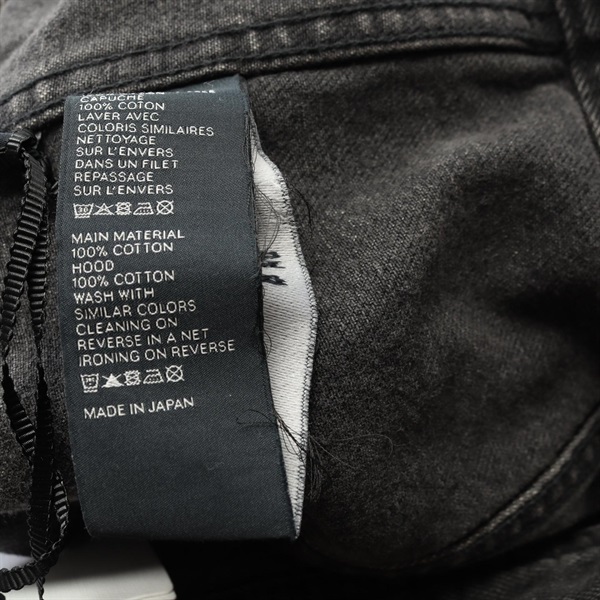 CAPUCHE
100% COTON
LAVER AVEC
COLORIS SIMILAIRES
NETTOYAGE
SUR L'ENVERS
DANS UN FILET
REPASSAGE
SUR L'ENVERS
MAIN MATERIAL
100% COTTON
HOOD
100% COTTON
WASH WITH
SIMILAR COLORS
CLEANING ON
REVERSE IN A NET
IRONING ON REVERSE
MADE IN JAPAN